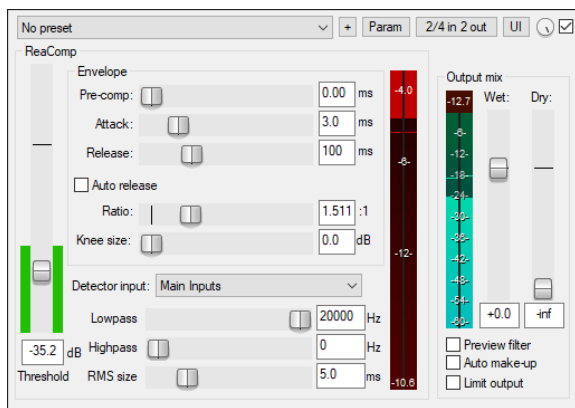 No preset + Param 2/4 in 2 out UI
ReaComp
Envelope
Pre-comp: 0.00 ms
Attack: 3.0 ms
Release: 100 ms
Auto release
Ratio: 1.511 :1
Knee size: 0.0 dB
Detector input: Main Inputs
Lowpass 20000 Hz
Highpass 0 Hz
RMS size 5.0 ms
-35.2 dB
Threshold
-4.0
-6-
-12-
-10.6
Output mix
Wet: Dry:
-12.7
-6-
-12-
-18-
-24-
-30-
-36-
-42-
-48-
-54-
-60-
+0.0 -inf
Preview filter
Auto make-up
Limit output